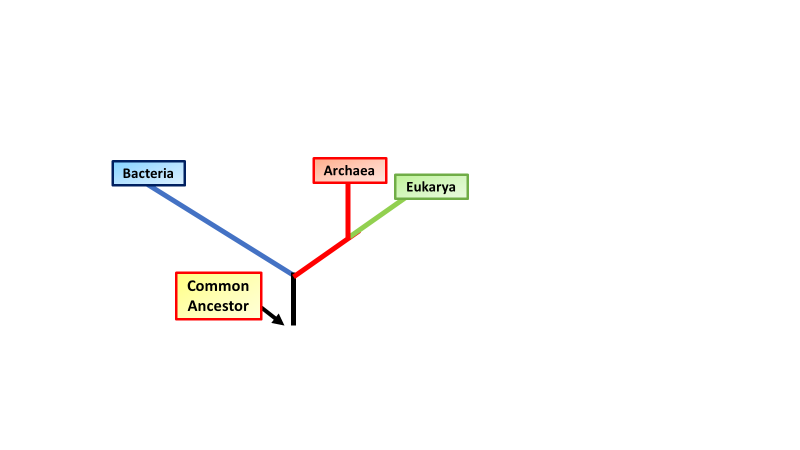 Archaea
Bacteria
Eukarya
Common
Ancestor